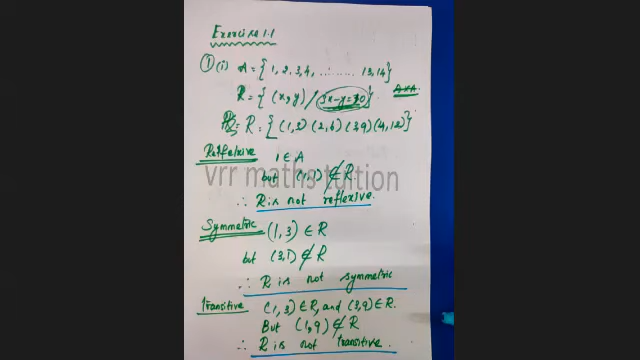 Exercise 1.1
① (i) A = { 1, 2, 3, 4, ............ 13, 14}
R = { (x, y) / 3x-y=0}
A×A
R = { (1, 3) (2, 6) (3, 9) (4, 12)}
Reflexive 1 ∈ A
but (1, 1) ∉ R
vrr maths tuition
∴ R is not reflexive.
Symmetric (1, 3) ∈ R
but (3, 1) ∉ R
∴ R is not symmetric
Transitive (1, 3) ∈ R, and (3, 9) ∈ R.
But (1, 9) ∉ R
∴ R is not transitive.